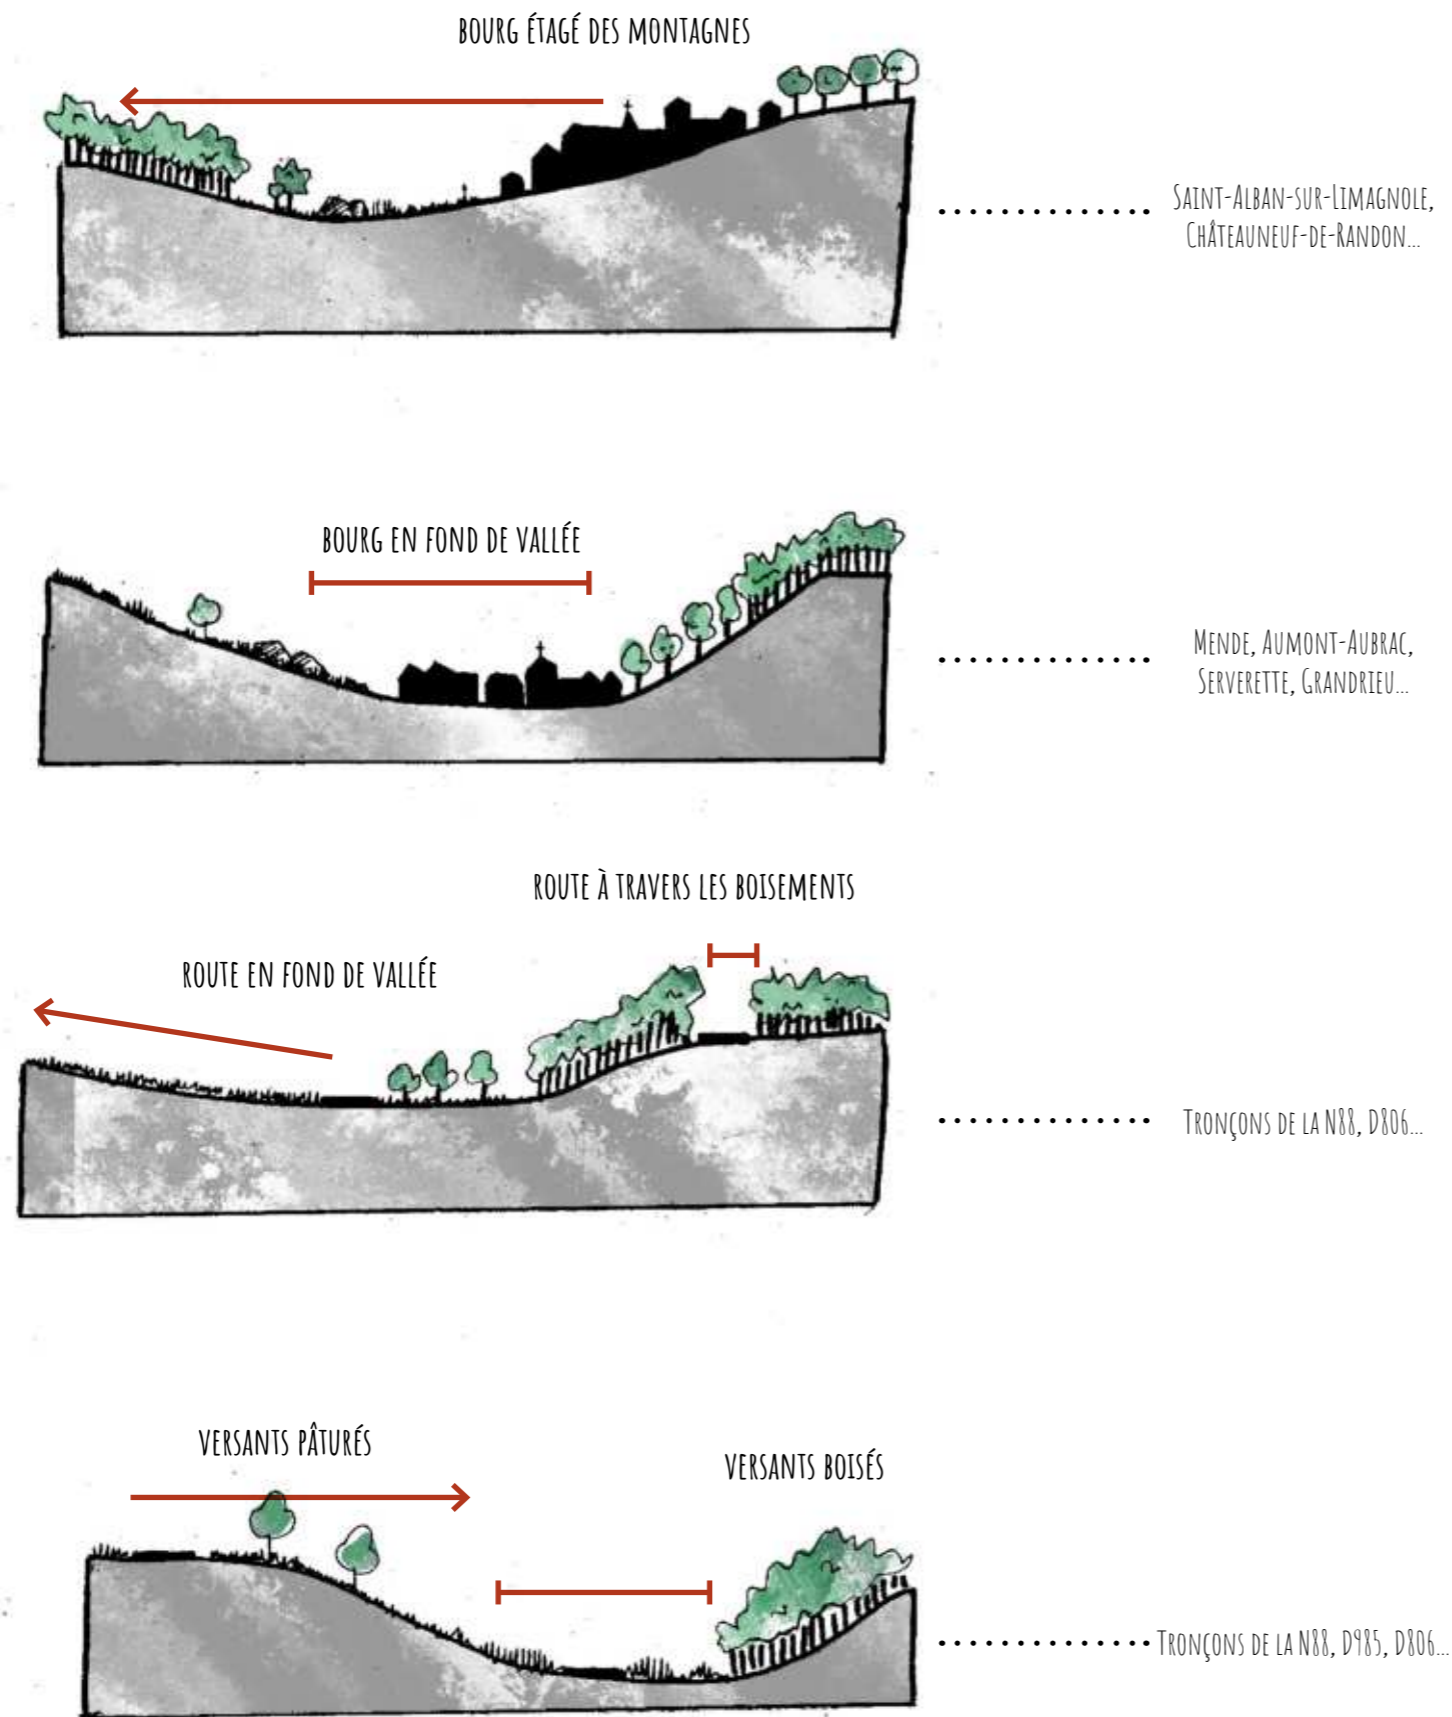 BOURG ÉTAGÉ DES MONTAGNES
SAINT-ALBAN-SUR-LIMAGNOLE,
CHÂTEAUNEUF-DE-RANDON...
BOURG EN FOND DE VALLÉE
MENDE, AUMONT-AUBRAC,
SERVERETTE, GRANDRIEU...
ROUTE À TRAVERS LES BOISEMENTS
ROUTE EN FOND DE VALLÉE
TRONÇONS DE LA N88, D806...
VERSANTS PÂTURÉS
VERSANTS BOISÉS
TRONÇONS DE LA N88, D985, D806...